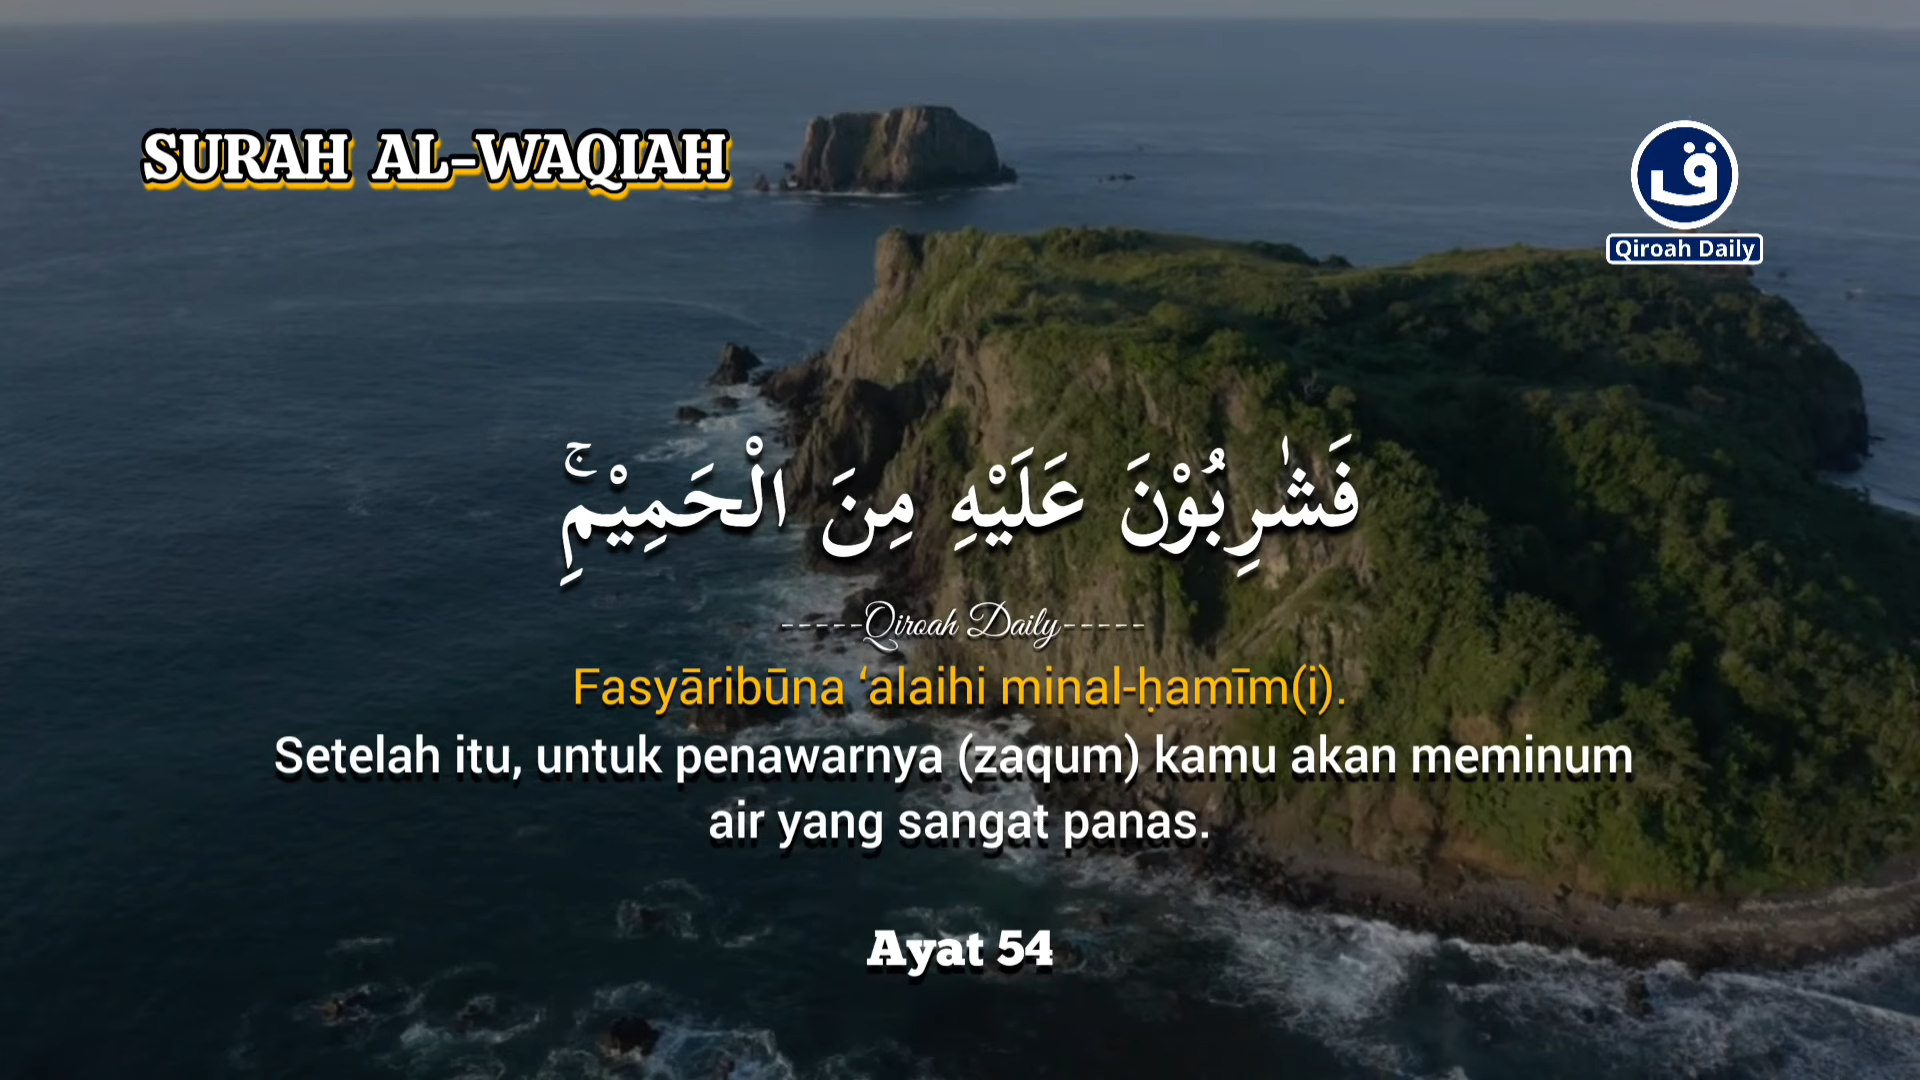 SURAH AL-WAQIAH
ق
Qiroah Daily
فَشٰرِبُوْنَ عَلَيْهِ مِنَ الْحَمِيْمِۚ
-----Qiroah Daily-----
Fasyāribūna ‘alaihi minal-ḥamīm(i).
Setelah itu, untuk penawarnya (zaqum) kamu akan meminum
air yang sangat panas.
Ayat 54